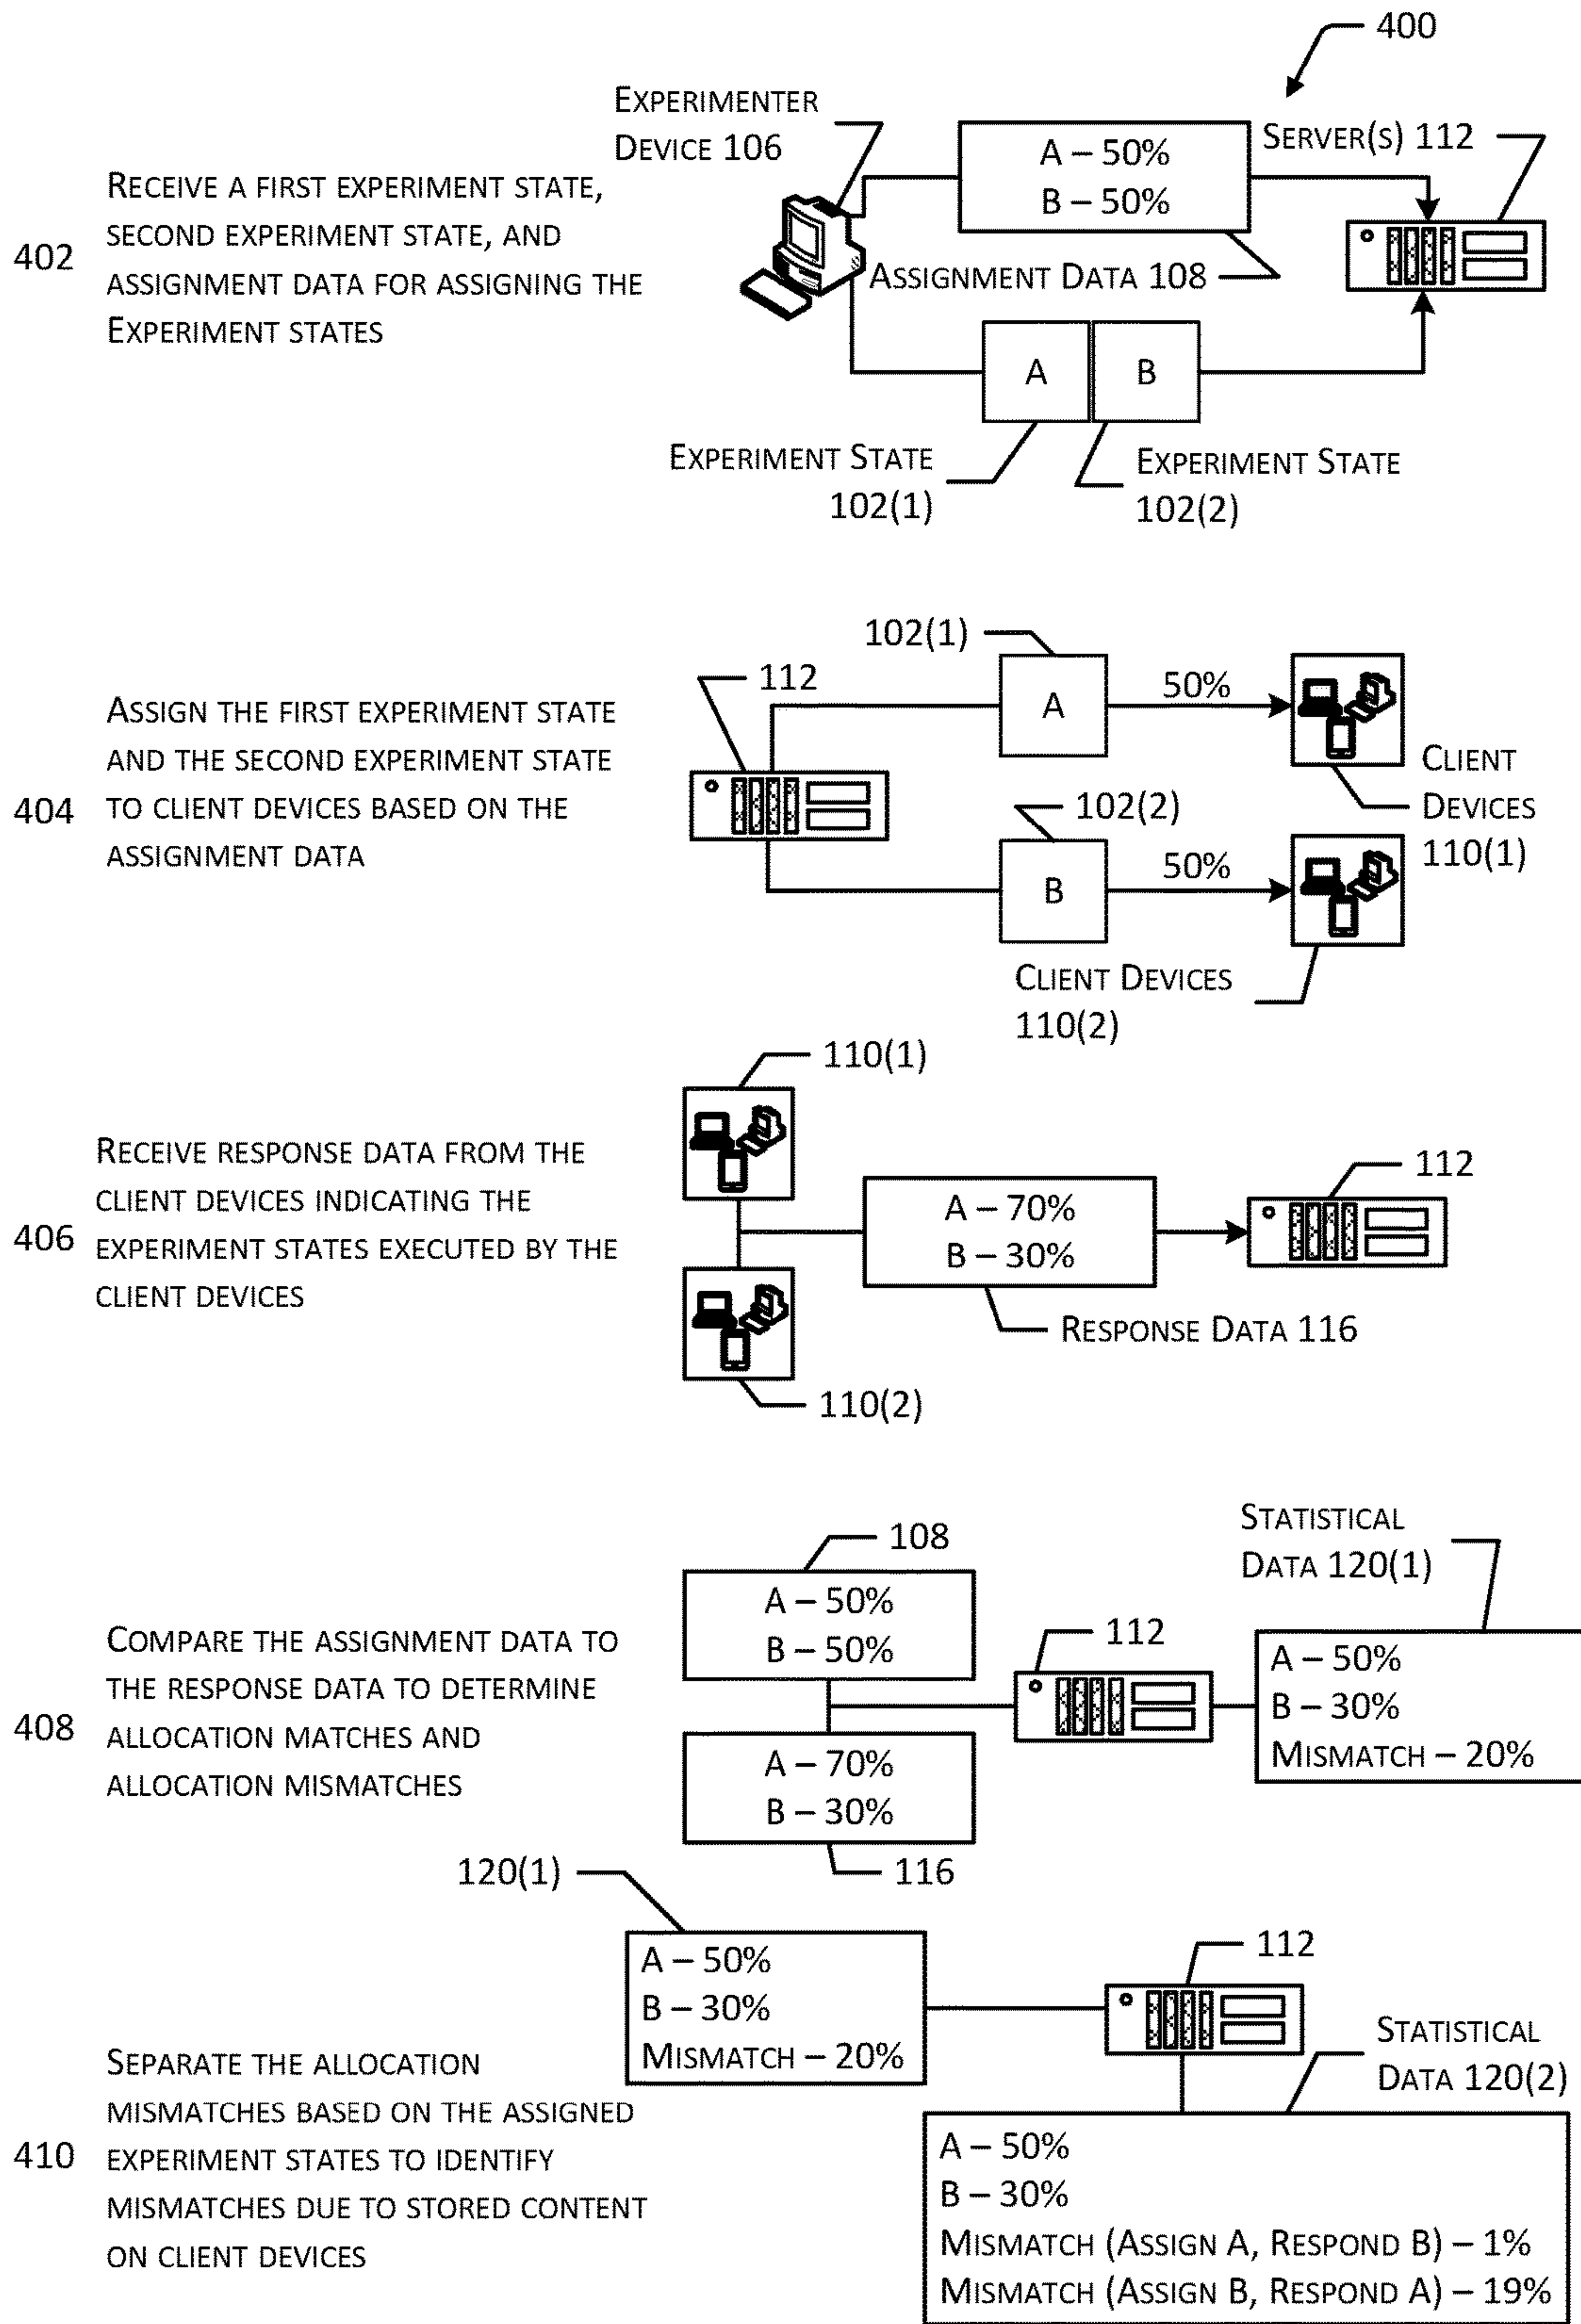 400
EXPERIMENTER
DEVICE 106
A – 50%
B – 50%
SERVER(S) 112
ASSIGNMENT DATA 108
402
RECEIVE A FIRST EXPERIMENT STATE,
SECOND EXPERIMENT STATE, AND
ASSIGNMENT DATA FOR ASSIGNING THE
EXPERIMENT STATES
A
B
EXPERIMENT STATE
102(1)
EXPERIMENT STATE
102(2)
404
ASSIGN THE FIRST EXPERIMENT STATE
AND THE SECOND EXPERIMENT STATE
TO CLIENT DEVICES BASED ON THE
ASSIGNMENT DATA
102(1)
112
A
50%
CLIENT
DEVICES
110(1)
102(2)
B
50%
CLIENT DEVICES
110(2)
406
RECEIVE RESPONSE DATA FROM THE
CLIENT DEVICES INDICATING THE
EXPERIMENT STATES EXECUTED BY THE
CLIENT DEVICES
110(1)
A – 70%
B – 30%
112
RESPONSE DATA 116
110(2)
408
COMPARE THE ASSIGNMENT DATA TO
THE RESPONSE DATA TO DETERMINE
ALLOCATION MATCHES AND
ALLOCATION MISMATCHES
108
A – 50%
B – 50%
A – 70%
B – 30%
116
112
STATISTICAL
DATA 120(1)
A – 50%
B – 30%
MISMATCH – 20%
410
SEPARATE THE ALLOCATION
MISMATCHES BASED ON THE ASSIGNED
EXPERIMENT STATES TO IDENTIFY
MISMATCHES DUE TO STORED CONTENT
ON CLIENT DEVICES
120(1)
A – 50%
B – 30%
MISMATCH – 20%
112
STATISTICAL
DATA 120(2)
A – 50%
B – 30%
MISMATCH (ASSIGN A, RESPOND B) – 1%
MISMATCH (ASSIGN B, RESPOND A) – 19%